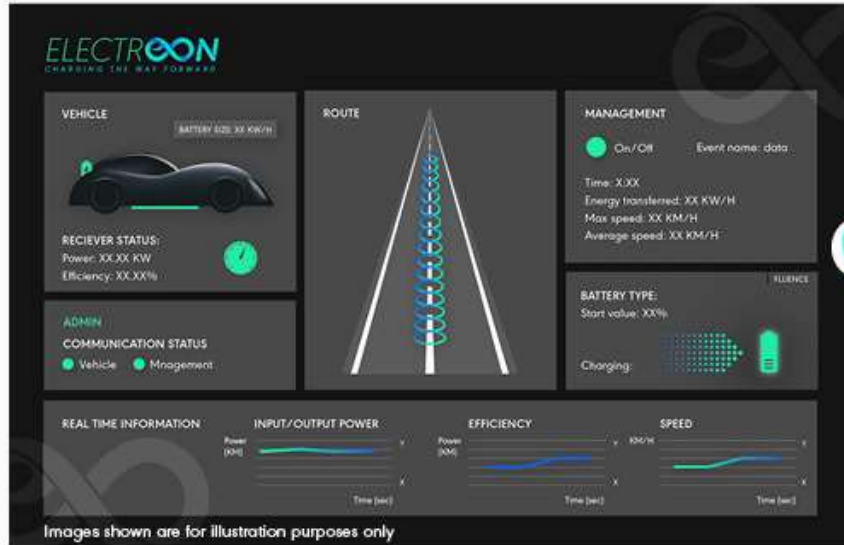 ELECTREON
CHARGING THE WAY FORWARD
VEHICLE
BATTERY SIZE: XX KW/H
RECIEVER STATUS:
Power: XX.XX KW
Efficiency: XX.XX%
ADMIN
COMMUNICATION STATUS
Vehicle Mnagement
ROUTE
MANAGEMENT
On/Off Event name: data
Time: X:XX
Energy transferred: XX KW/H
Max speed: XX KM/H
Average speed: XX KM/H
FLUENCE
BATTERY TYPE:
Start value: XX%
Charging:
REAL TIME INFORMATION
INPUT/OUTPUT POWER
Power
(KM)
Y
X
Time (sec)
EFFICIENCY
Power
(KM)
Y
X
Time (sec)
SPEED
KM/H
Y
X
Time (sec)
Images shown are for illustration purposes only